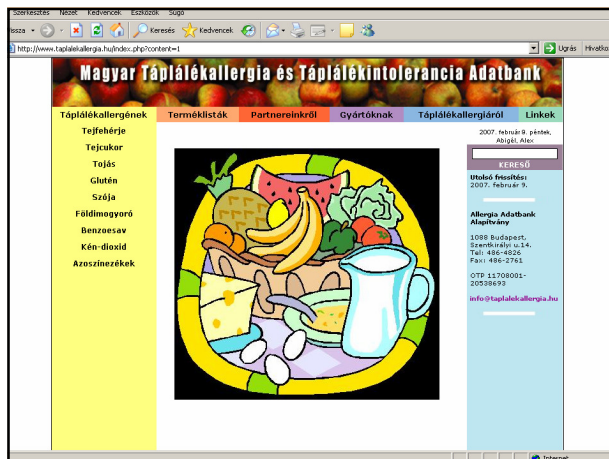 Szerkesztés Nézet Kedvencek Eszközök Súgó
Vissza Keresés Kedvencek
http://www.taplalekallergia.hu/index.php?content=1 Ugrás Hivatko
Magyar Táplálékallergia és Táplálékintolerancia Adatbank
Táplálékallergének Terméklisták Partnereinkről Gyártóknak Táplálékallergiáról Linkek
Tejfehérje
Tejcukor
Tojás
Glutén
Szója
Földimogyoró
Benzoesav
Kén-dioxid
Azoszínezékek
2007. február 9. péntek,
Abigél, Alex
KERESŐ
Utolsó frissítés:
2007. február 9.
Allergia Adatbank
Alapítvány
1088 Budapest,
Szentkirályi u.14.
Tel: 486-4826
Fax: 486-2761
OTP 11708001-
20538693
info@taplalekallergia.hu
Internet